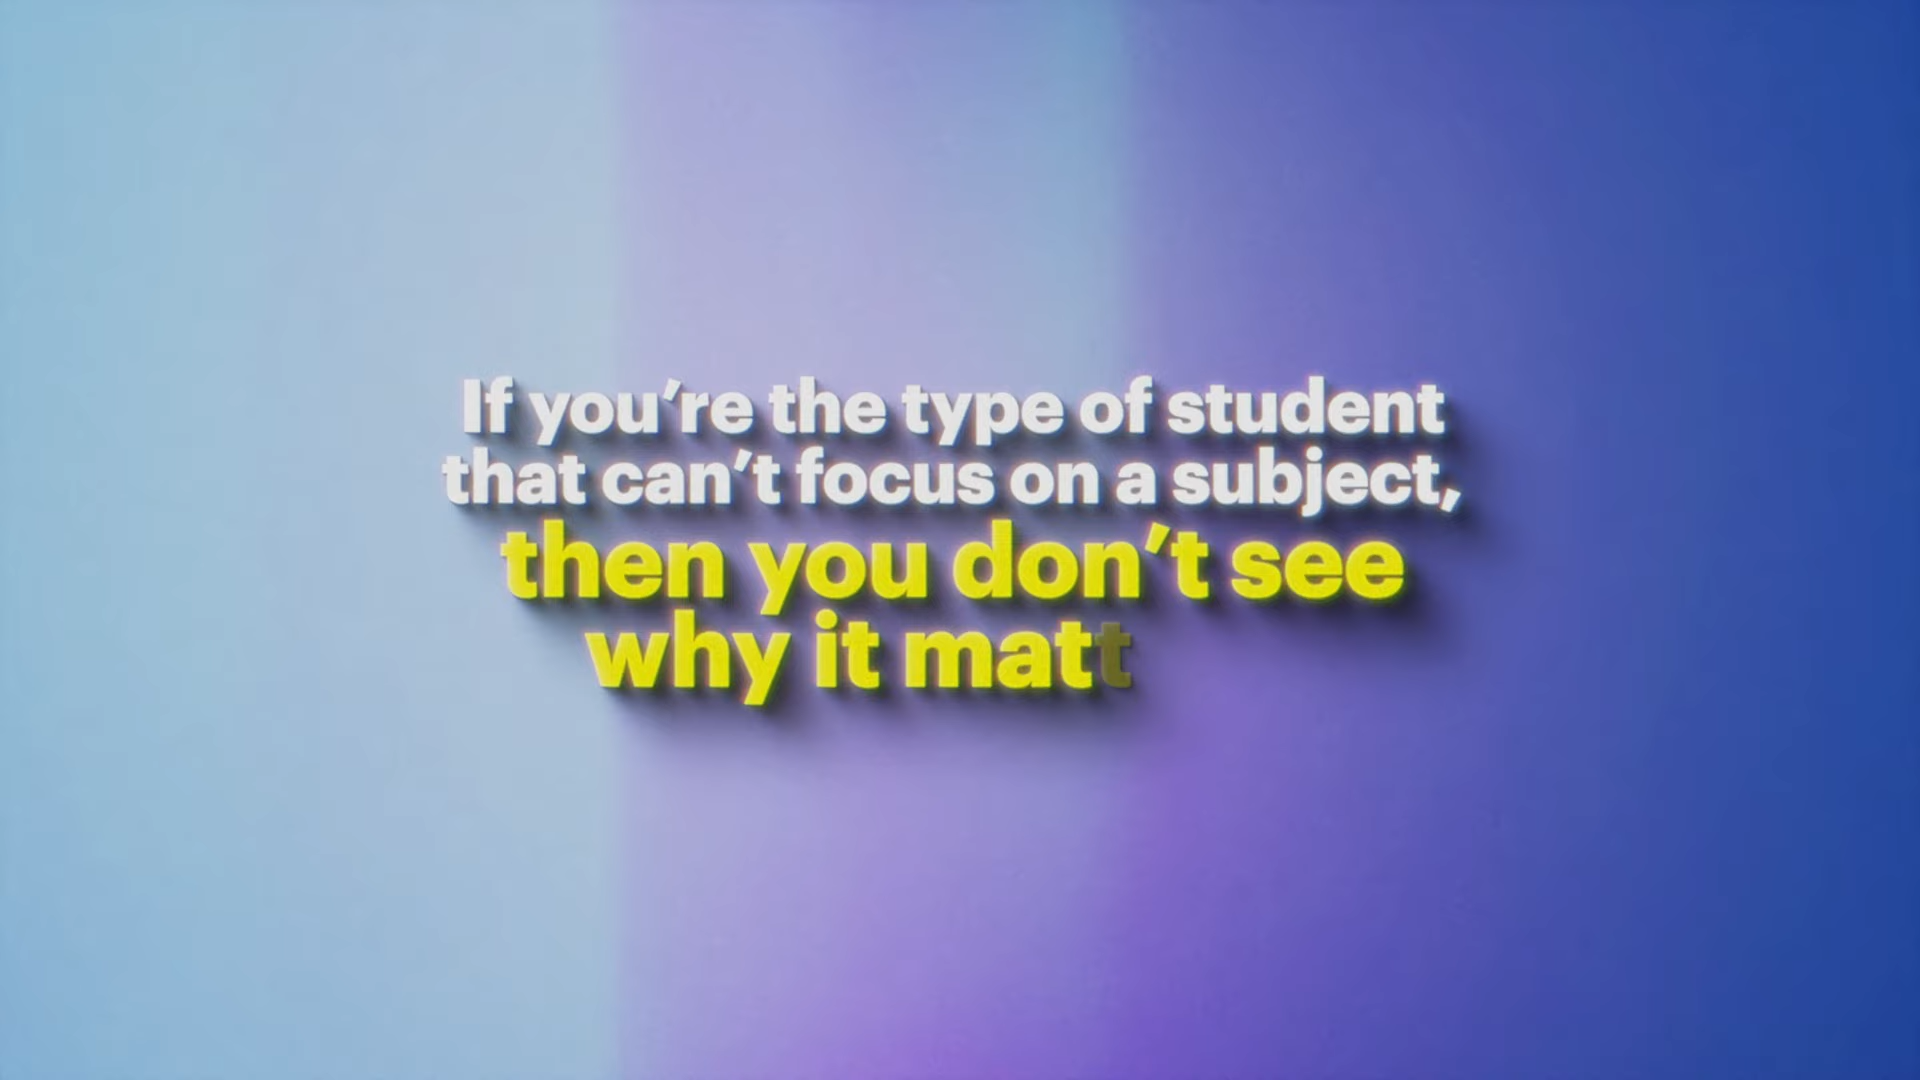 If you’re the type of student
that can’t focus on a subject,
then you don’t see
why it matt